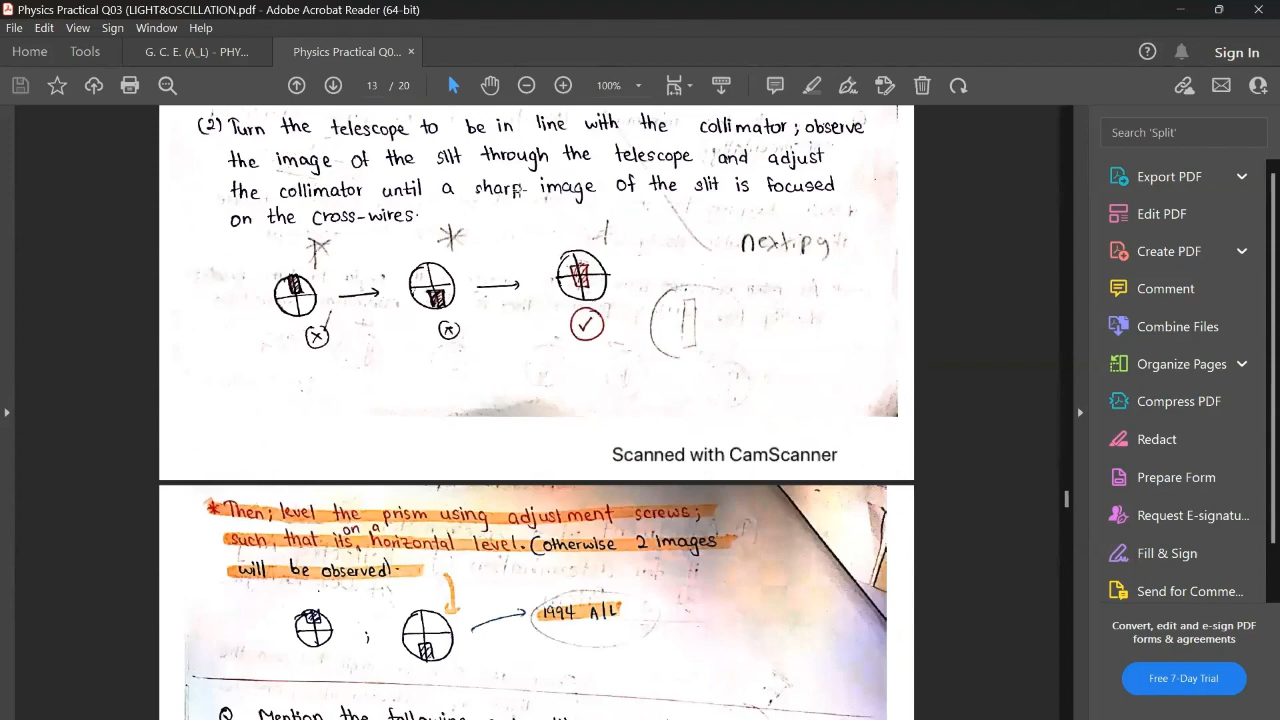 Physics Practical Q03 (LIGHT&OSCILLATION.pdf - Adobe Acrobat Reader (64-bit)
File Edit View Sign Window Help
Home Tools G. C. E. (A_L) - PHY... Physics Practical Q0... ×
Sign In
13 / 20 100%
(2) Turn the telescope to be in line with the collimator; observe
the image of the slit through the telescope and adjust
the collimator until a sharp image of the slit is focused
on the cross-wires.
next.pg
Scanned with CamScanner
* Then; level the prism using adjustment screws;
such that its on a horizontal level. (otherwise 2 images
will be observed).
;
1994 A/L
Q Mention the following
Search 'Split'
Export PDF
Edit PDF
Create PDF
Comment
Combine Files
Organize Pages
Compress PDF
Redact
Prepare Form
Request E-signatu...
Fill & Sign
Send for Comme...
Convert, edit and e-sign PDF
forms & agreements
Free 7-Day Trial